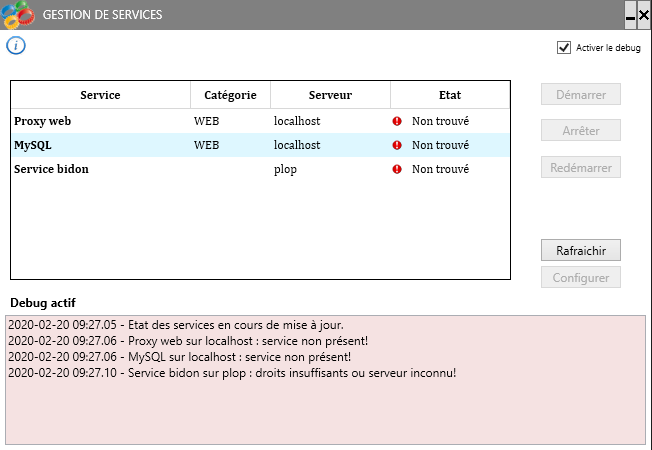 GESTION DE SERVICES
Activer le debug
Service Catégorie Serveur Etat
Proxy web WEB localhost Non trouvé
MySQL WEB localhost Non trouvé
Service bidon plop Non trouvé
Démarrer
Arrêter
Redémarrer
Rafraichir
Configurer
Debug actif
2020-02-20 09:27.05 - Etat des services en cours de mise à jour.
2020-02-20 09:27.06 - Proxy web sur localhost : service non présent!
2020-02-20 09:27.06 - MySQL sur localhost : service non présent!
2020-02-20 09:27.10 - Service bidon sur plop : droits insuffisants ou serveur inconnu!